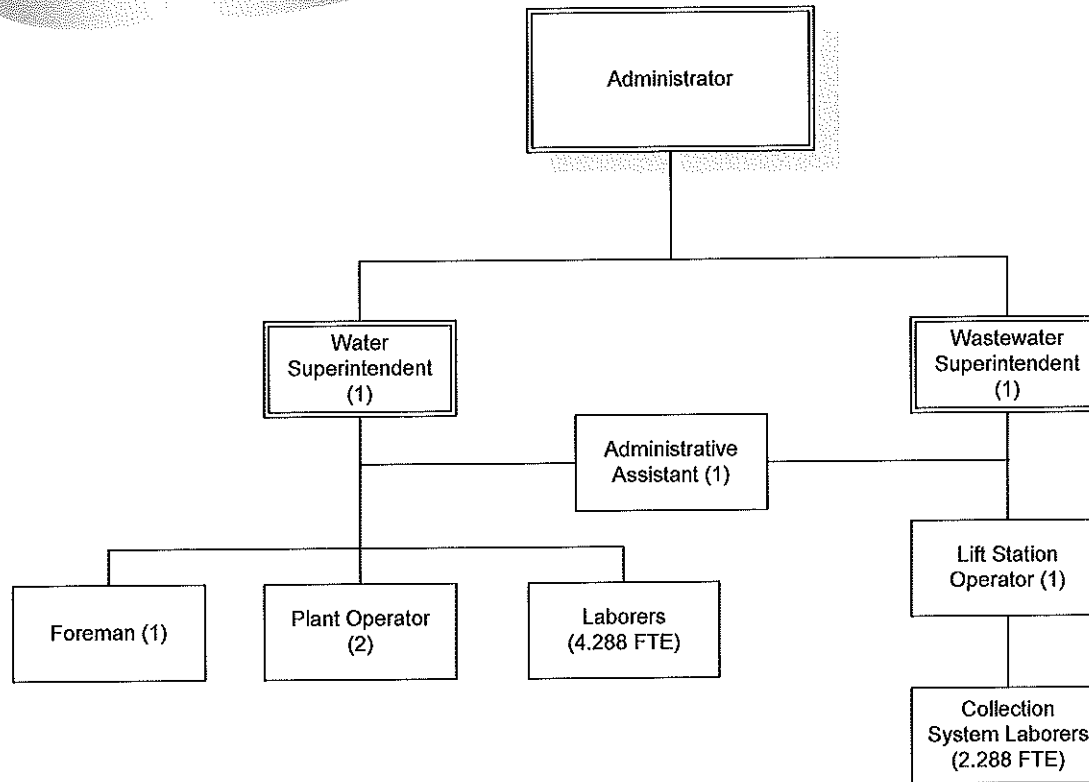 Administrator
Water
Superintendent
(1)
Wastewater
Superintendent
(1)
Administrative
Assistant (1)
Foreman (1)
Plant Operator
(2)
Laborers
(4.288 FTE)
Lift Station
Operator (1)
Collection
System Laborers
(2.288 FTE)